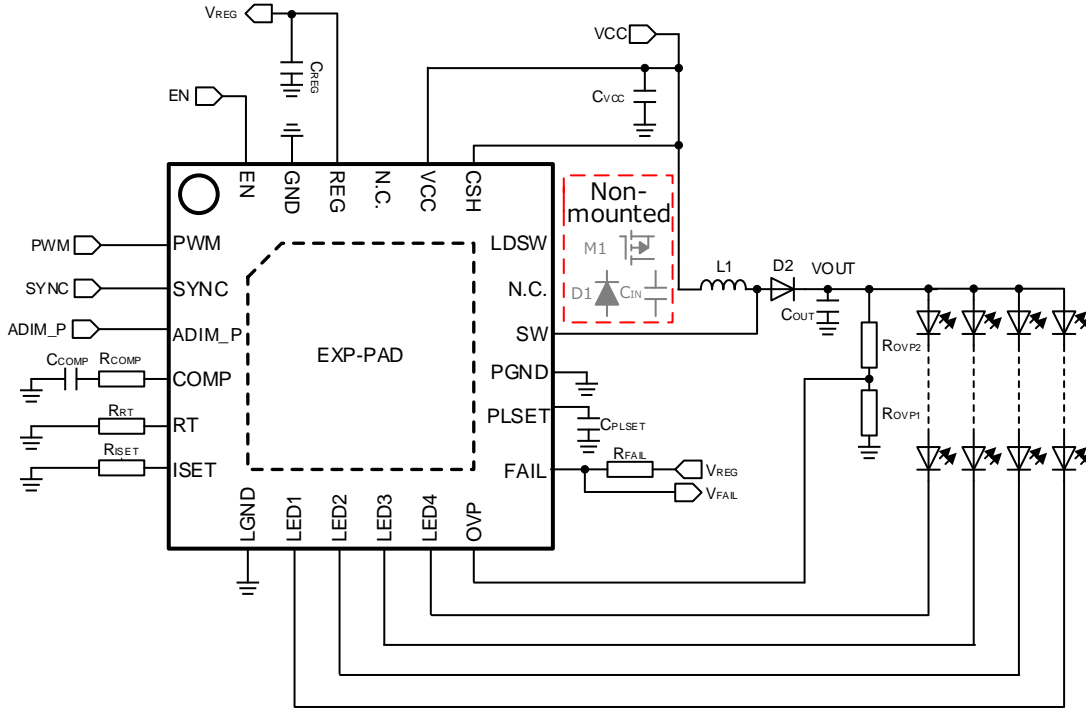 VREG
CREG
EN
VCC
CVCC
EN
GND
REG
N.C.
VCC
CSH
Non-
mounted
M1
D1
CIN
PWM
SYNC
ADIM_P
CCOMP
RCOMP
RRT
RISET
PWM
SYNC
ADIM_P
COMP
RT
ISET
EXP-PAD
LDSW
N.C.
SW
PGND
PLSET
FAIL
L1
D2
VOUT
COUT
ROVP2
ROVP1
CPLSET
RFAIL
VREG
VFAIL
LGND
LED1
LED2
LED3
LED4
OVP